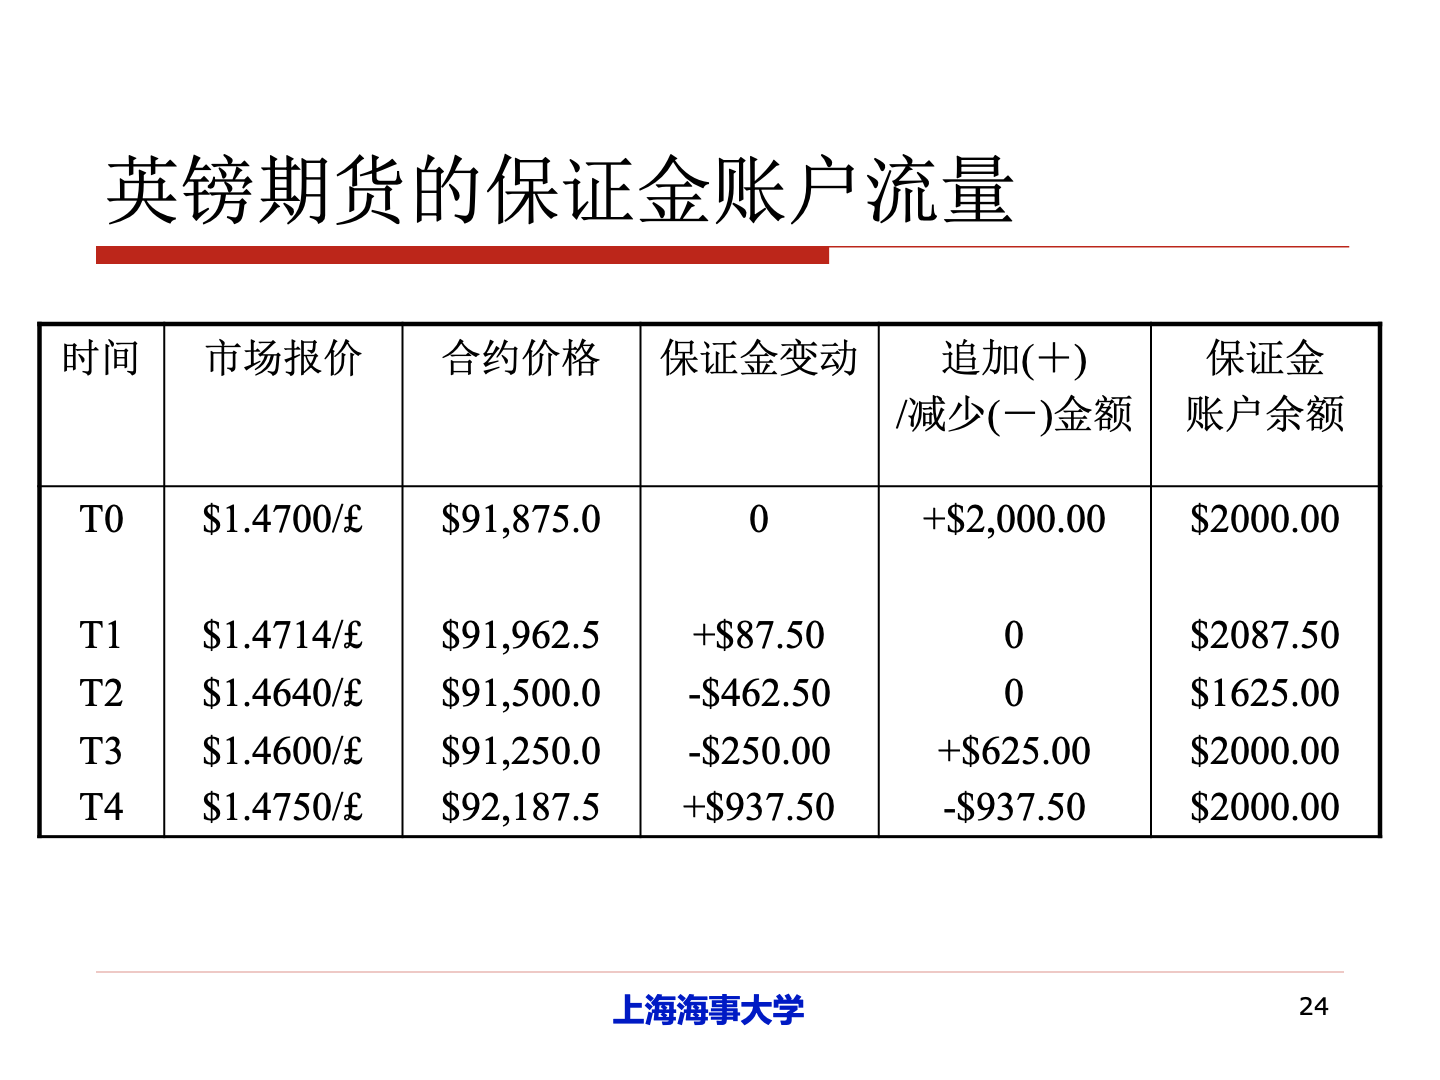 英镑期货的保证金账户流量
时间 市场报价 合约价格 保证金变动 追加(＋) 保证金
/减少(－)金额 账户余额
T0 $1.4700/£ $91,875.0 0 +$2,000.00 $2000.00
T1 $1.4714/£ $91,962.5 +$87.50 0 $2087.50
T2 $1.4640/£ $91,500.0 -$462.50 0 $1625.00
T3 $1.4600/£ $91,250.0 -$250.00 +$625.00 $2000.00
T4 $1.4750/£ $92,187.5 +$937.50 -$937.50 $2000.00
上海海事大学 24